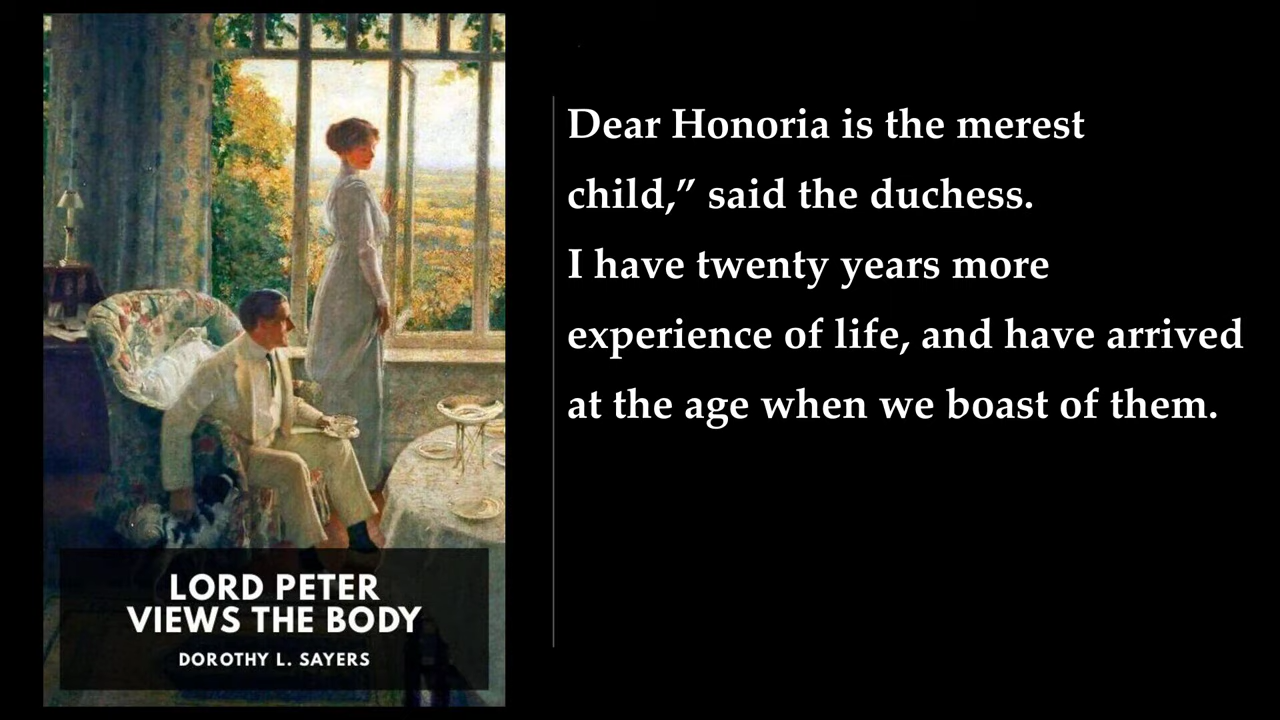 LORD PETER
VIEWS THE BODY
DOROTHY L. SAYERS
Dear Honoria is the merest
child,” said the duchess.
I have twenty years more
experience of life, and have arrived
at the age when we boast of them.